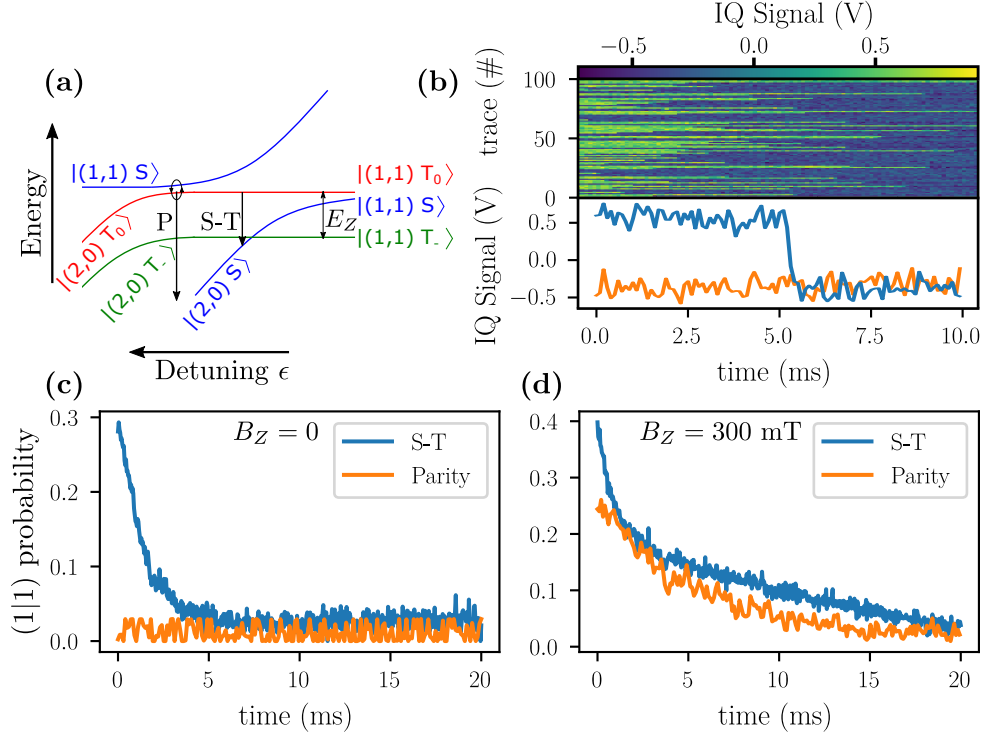 (a)
Energy
|(1,1) S⟩
|(1,1) T₀⟩
|(1,1) S⟩
|(1,1) T₋⟩
P
S-T
E_Z
|(2,0) T₀⟩
|(2,0) T₋⟩
|(2,0) S⟩
Detuning ϵ
(b)
IQ Signal (V)
−0.5 0.0 0.5
trace (#)
100
50
0
IQ Signal (V)
0.5
0.0
−0.5
0.0 2.5 5.0 7.5 10.0
time (ms)
(c)
(1|1) probability
0.3
0.2
0.1
0.0
B_Z = 0
S-T
Parity
0 5 10 15 20
time (ms)
(d)
0.4
0.3
0.2
0.1
0.0
B_Z = 300 mT
S-T
Parity
0 5 10 15 20
time (ms)